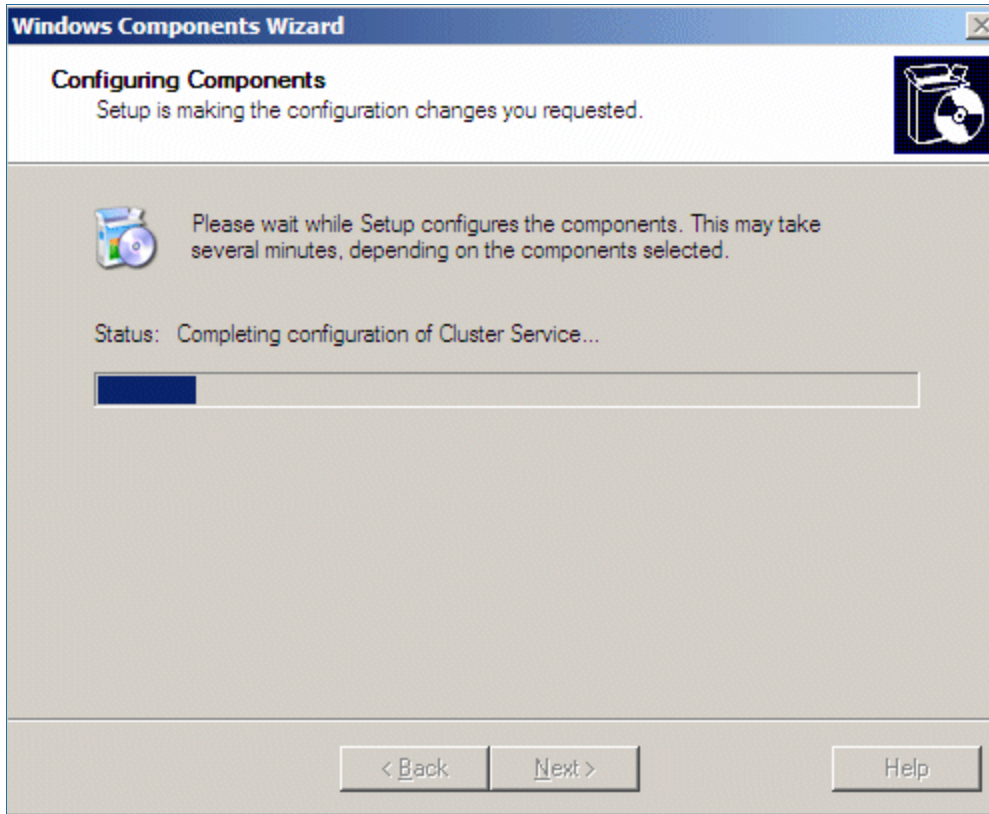 Windows Components Wizard
Configuring Components
Setup is making the configuration changes you requested.
Please wait while Setup configures the components. This may take
several minutes, depending on the components selected.
Status: Completing configuration of Cluster Service...
< Back Next > Help